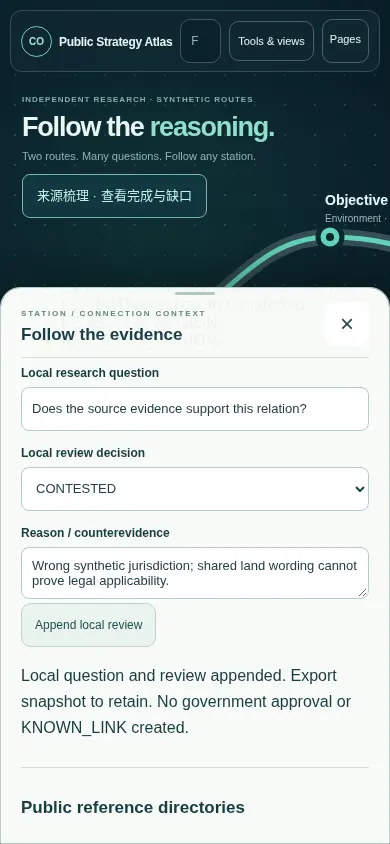 CO
Public Strategy Atlas
F
Tools & views
Pages
INDEPENDENT RESEARCH · SYNTHETIC ROUTES
Follow the reasoning.
Two routes. Many questions. Follow any station.
来源梳理 · 查看完成与缺口
Objective
Environment ·
STATION / CONNECTION CONTEXT
Follow the evidence
×
Local research question
Does the source evidence support this relation?
Local review decision
CONTESTED
Reason / counterevidence
Wrong synthetic jurisdiction; shared land wording cannot
prove legal applicability.
Append local review
Local question and review appended. Export
snapshot to retain. No government approval or
KNOWN_LINK created.
Public reference directories